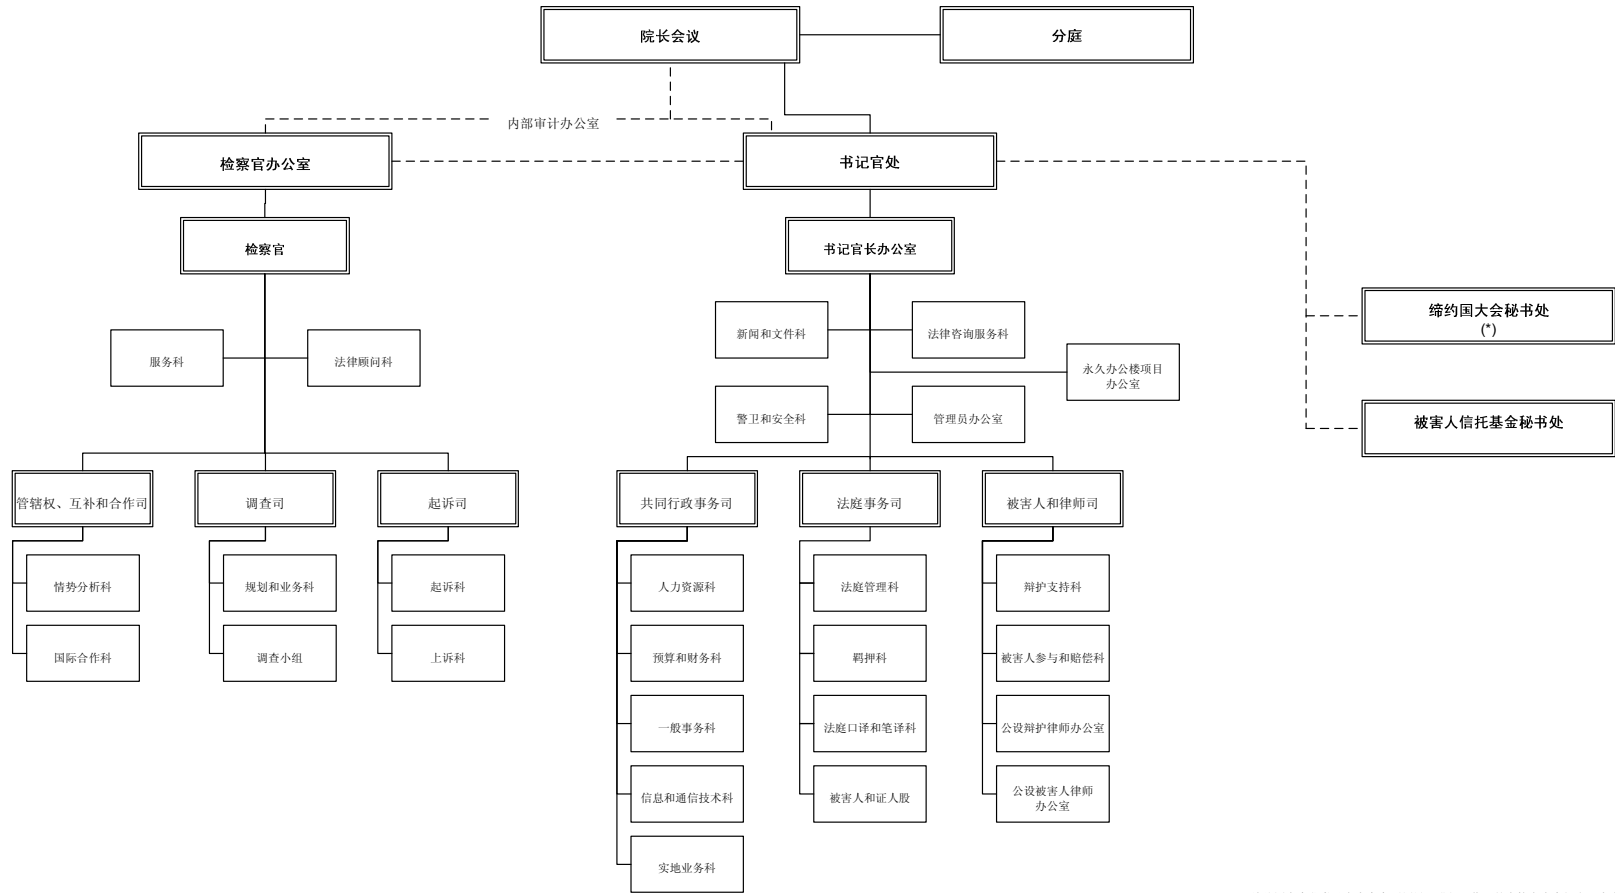 院长会议
分庭
内部审计办公室
检察官办公室
书记官处
检察官
书记官长办公室
新闻和文件科
法律咨询服务科
缔约国大会秘书处
(*)
服务科
法律顾问科
永久办公楼项目
办公室
警卫和安全科
管理员办公室
被害人信托基金秘书处
管辖权、互补和合作司
调查司
起诉司
共同行政事务司
法庭事务司
被害人和律师司
情势分析科
规划和业务科
起诉科
人力资源科
法庭管理科
辩护支持科
国际合作科
调查小组
上诉科
预算和财务科
羁押科
被害人参与和赔偿科
一般事务科
法庭口译和笔译科
公设辩护律师办公室
信息和通信技术科
被害人和证人股
公设被害人律师
办公室
实地业务科